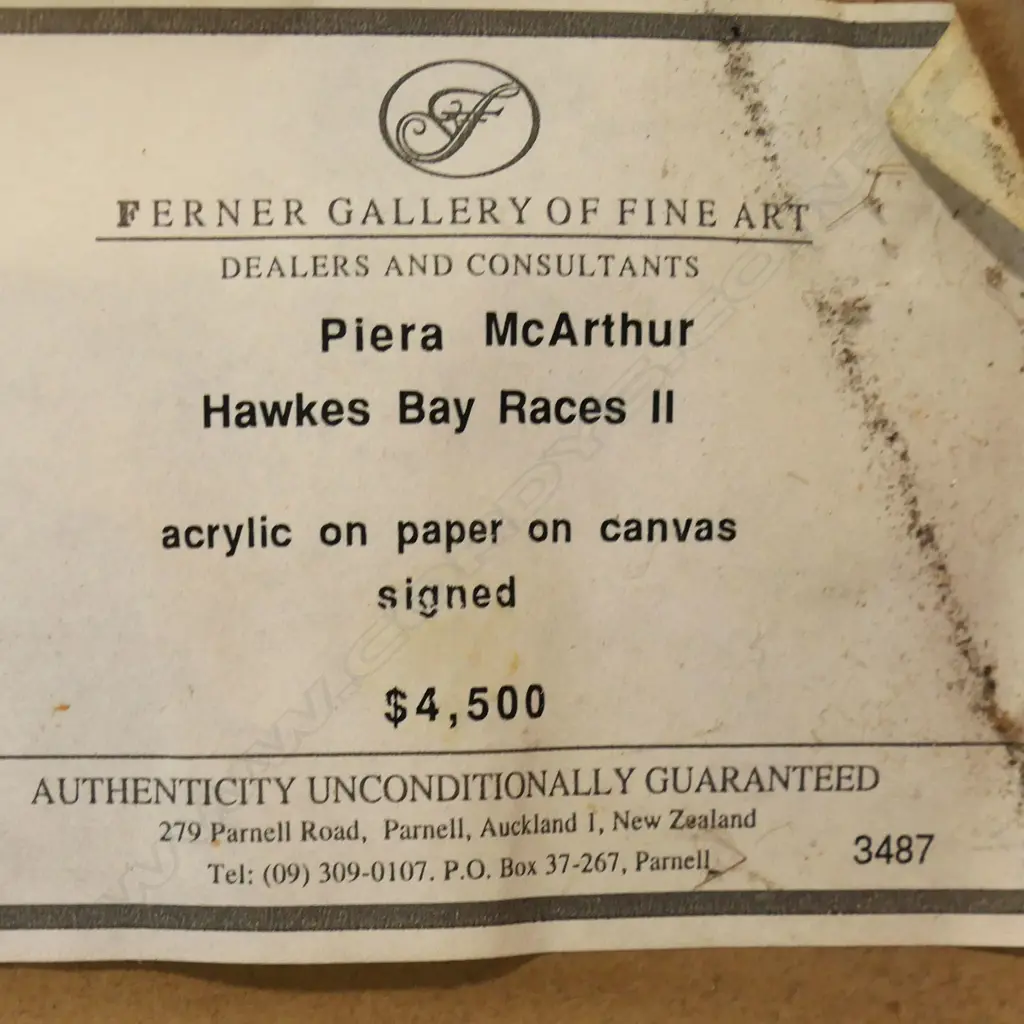 FERNER GALLERY OF FINE ART
DEALERS AND CONSULTANTS
Piera McArthur
Hawkes Bay Races II
acrylic on paper on canvas
signed
$4,500
AUTHENTICITY UNCONDITIONALLY GUARANTEED
279 Parnell Road, Parnell, Auckland 1, New Zealand
Tel: (09) 309-0107. P.O. Box 37-267, Parnell
3487